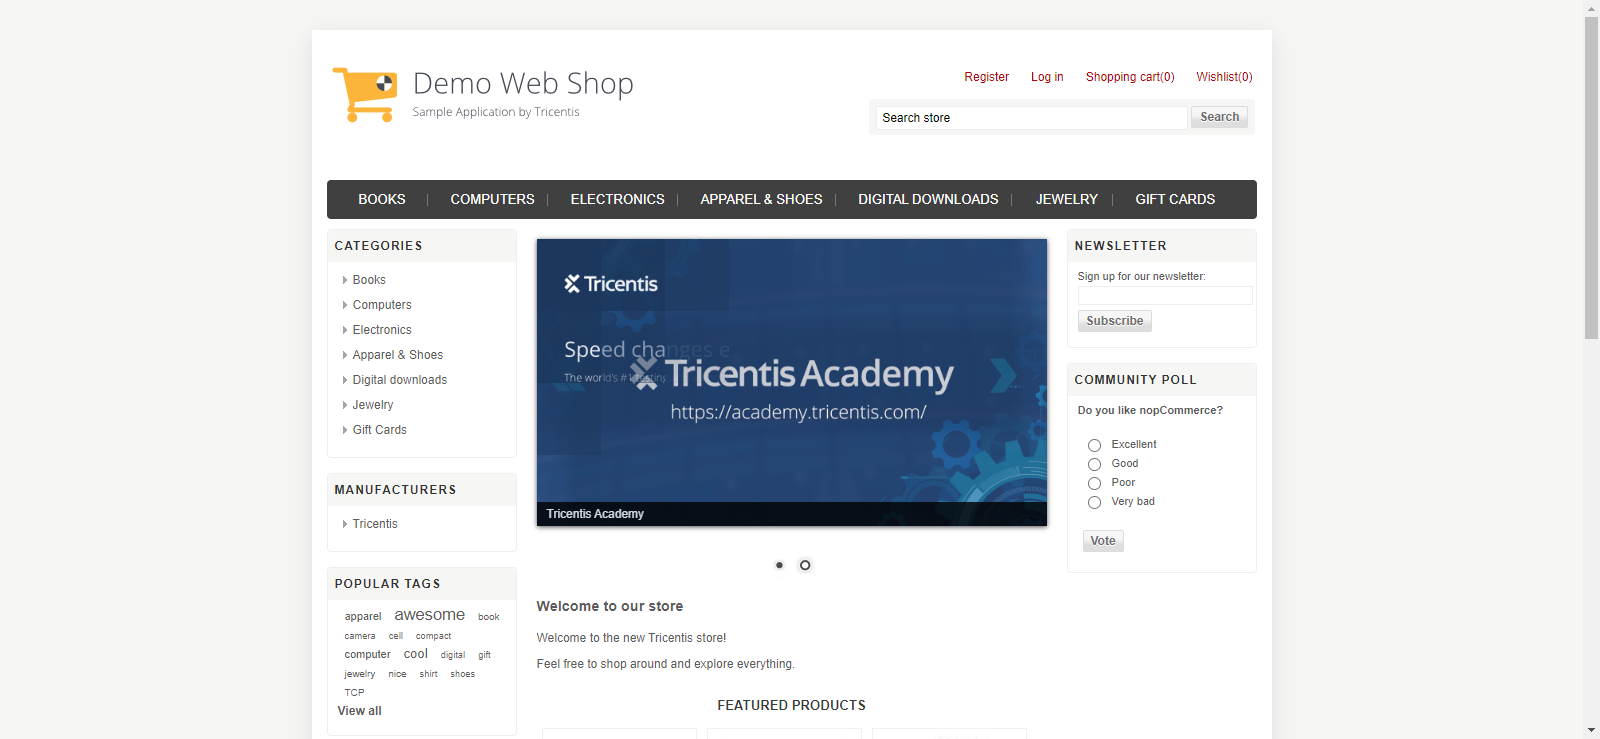 Demo Web Shop
Sample Application by Tricentis
Register Log in Shopping cart(0) Wishlist(0)
Search store Search
BOOKS COMPUTERS ELECTRONICS APPAREL & SHOES DIGITAL DOWNLOADS JEWELRY GIFT CARDS
CATEGORIES
Books
Computers
Electronics
Apparel & Shoes
Digital downloads
Jewelry
Gift Cards
MANUFACTURERS
Tricentis
POPULAR TAGS
apparel awesome book
camera cell compact
computer cool digital gift
jewelry nice shirt shoes
TCP
View all
Tricentis
Speed changes e
The world's #1 testing
Tricentis Academy
https://academy.tricentis.com/
Tricentis Academy
Welcome to our store
Welcome to the new Tricentis store!
Feel free to shop around and explore everything.
FEATURED PRODUCTS
NEWSLETTER
Sign up for our newsletter:
Subscribe
COMMUNITY POLL
Do you like nopCommerce?
Excellent
Good
Poor
Very bad
Vote